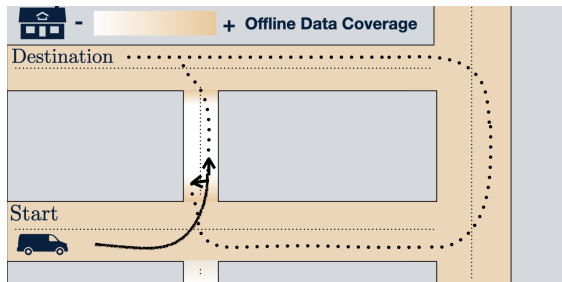 - + Offline Data Coverage
Destination
Start